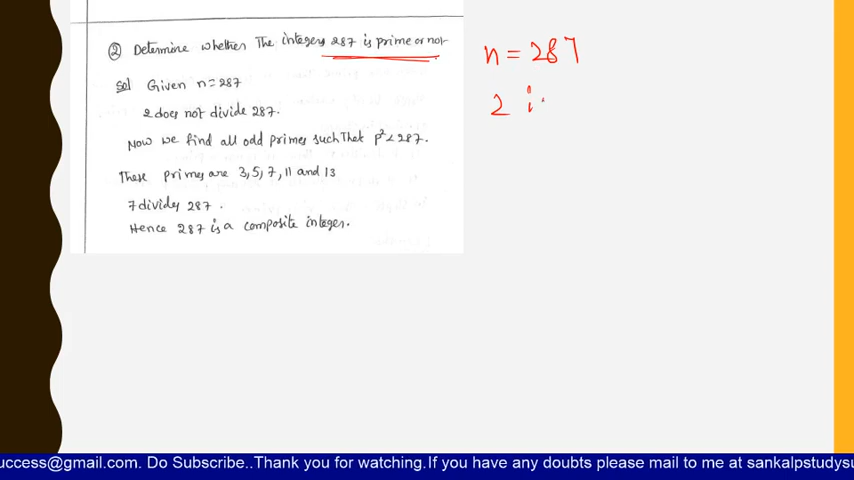 ② Determine whether The integers 287 is prime or not
Sol Given n=287
2 does not divide 287.
Now we find all odd primes such that p²<287.
These primes are 3,5,7,11 and 13
7 divides 287.
Hence 287 is a composite integer.
n = 287
2 i
uccess@gmail.com. Do Subscribe..Thank you for watching.If you have any doubts please mail to me at sankalpstudysu